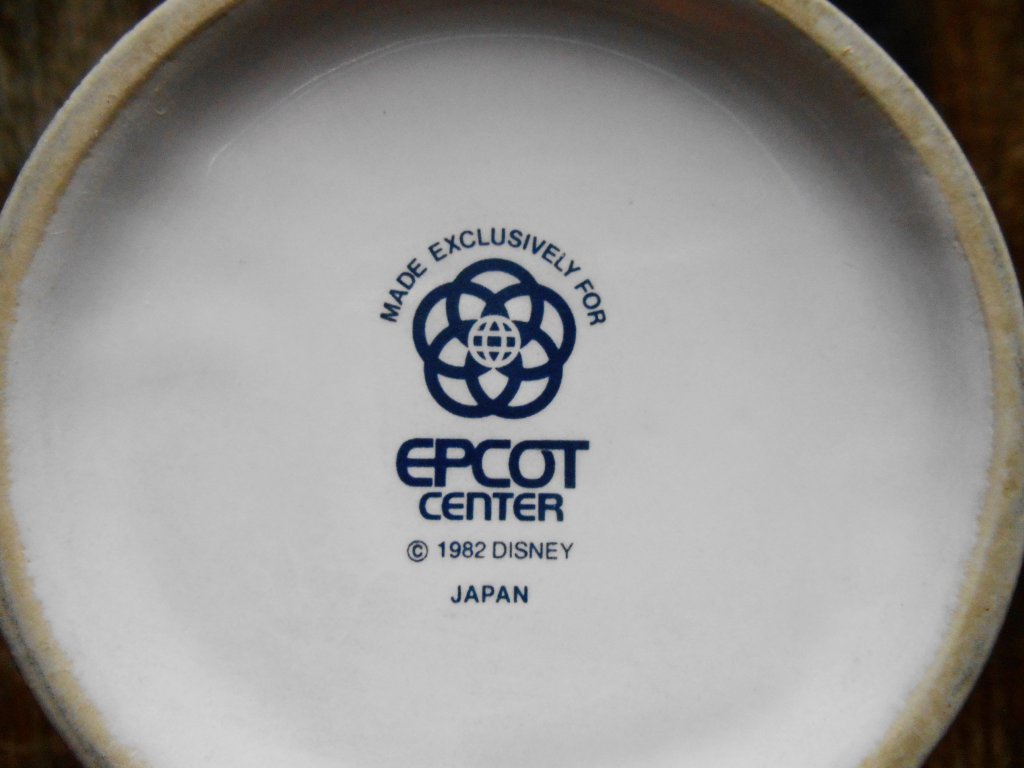 MADE EXCLUSIVELY FOR
EPCOT
CENTER
© 1982 DISNEY
JAPAN